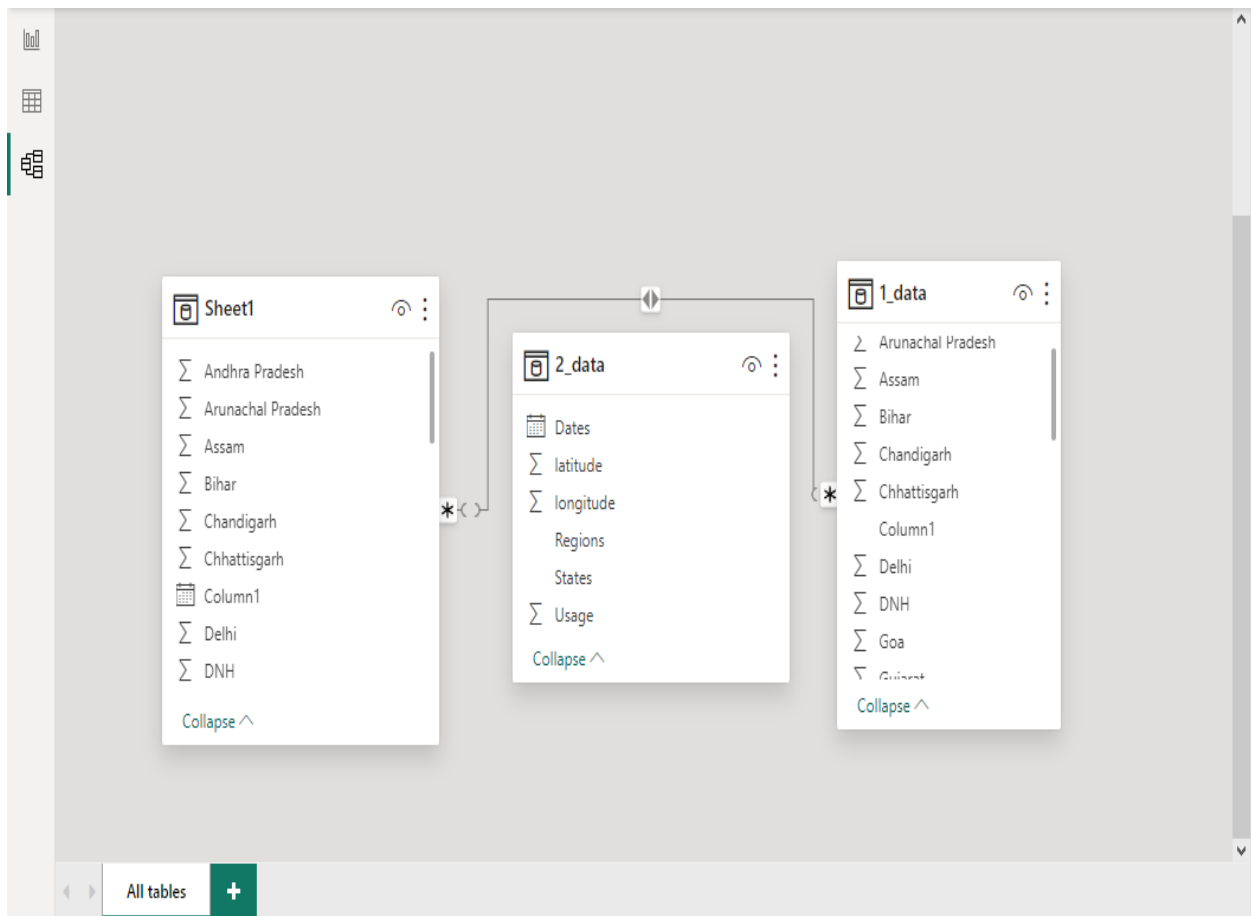 Sheet1
Andhra Pradesh
Arunachal Pradesh
Assam
Bihar
Chandigarh
Chhattisgarh
Column1
Delhi
DNH
Collapse
2_data
Dates
latitude
longitude
Regions
States
Usage
Collapse
1_data
Arunachal Pradesh
Assam
Bihar
Chandigarh
Chhattisgarh
Column1
Delhi
DNH
Goa
Gujarat
Collapse
All tables